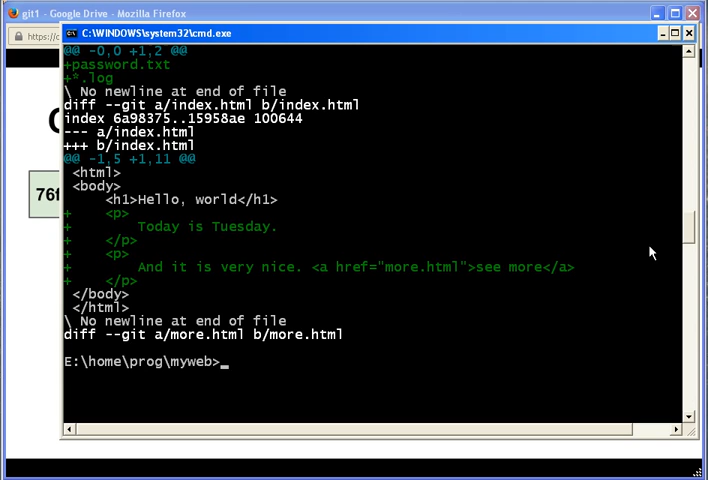 git1 - Google Drive - Mozilla Firefox
C:\WINDOWS\system32\cmd.exe
https://c
@@ -0,0 +1,2 @@
+password.txt
+*.log
\ No newline at end of file
diff --git a/index.html b/index.html
index 6a98375..15958ae 100644
--- a/index.html
+++ b/index.html
@@ -1,5 +1,11 @@
<html>
<body>
<h1>Hello, world</h1>
+ <p>
+ Today is Tuesday.
+ </p>
+ <p>
+ And it is very nice. <a href="more.html">see more</a>
+ </p>
</body>
</html>
\ No newline at end of file
diff --git a/more.html b/more.html
E:\home\prog\myweb>_
76f